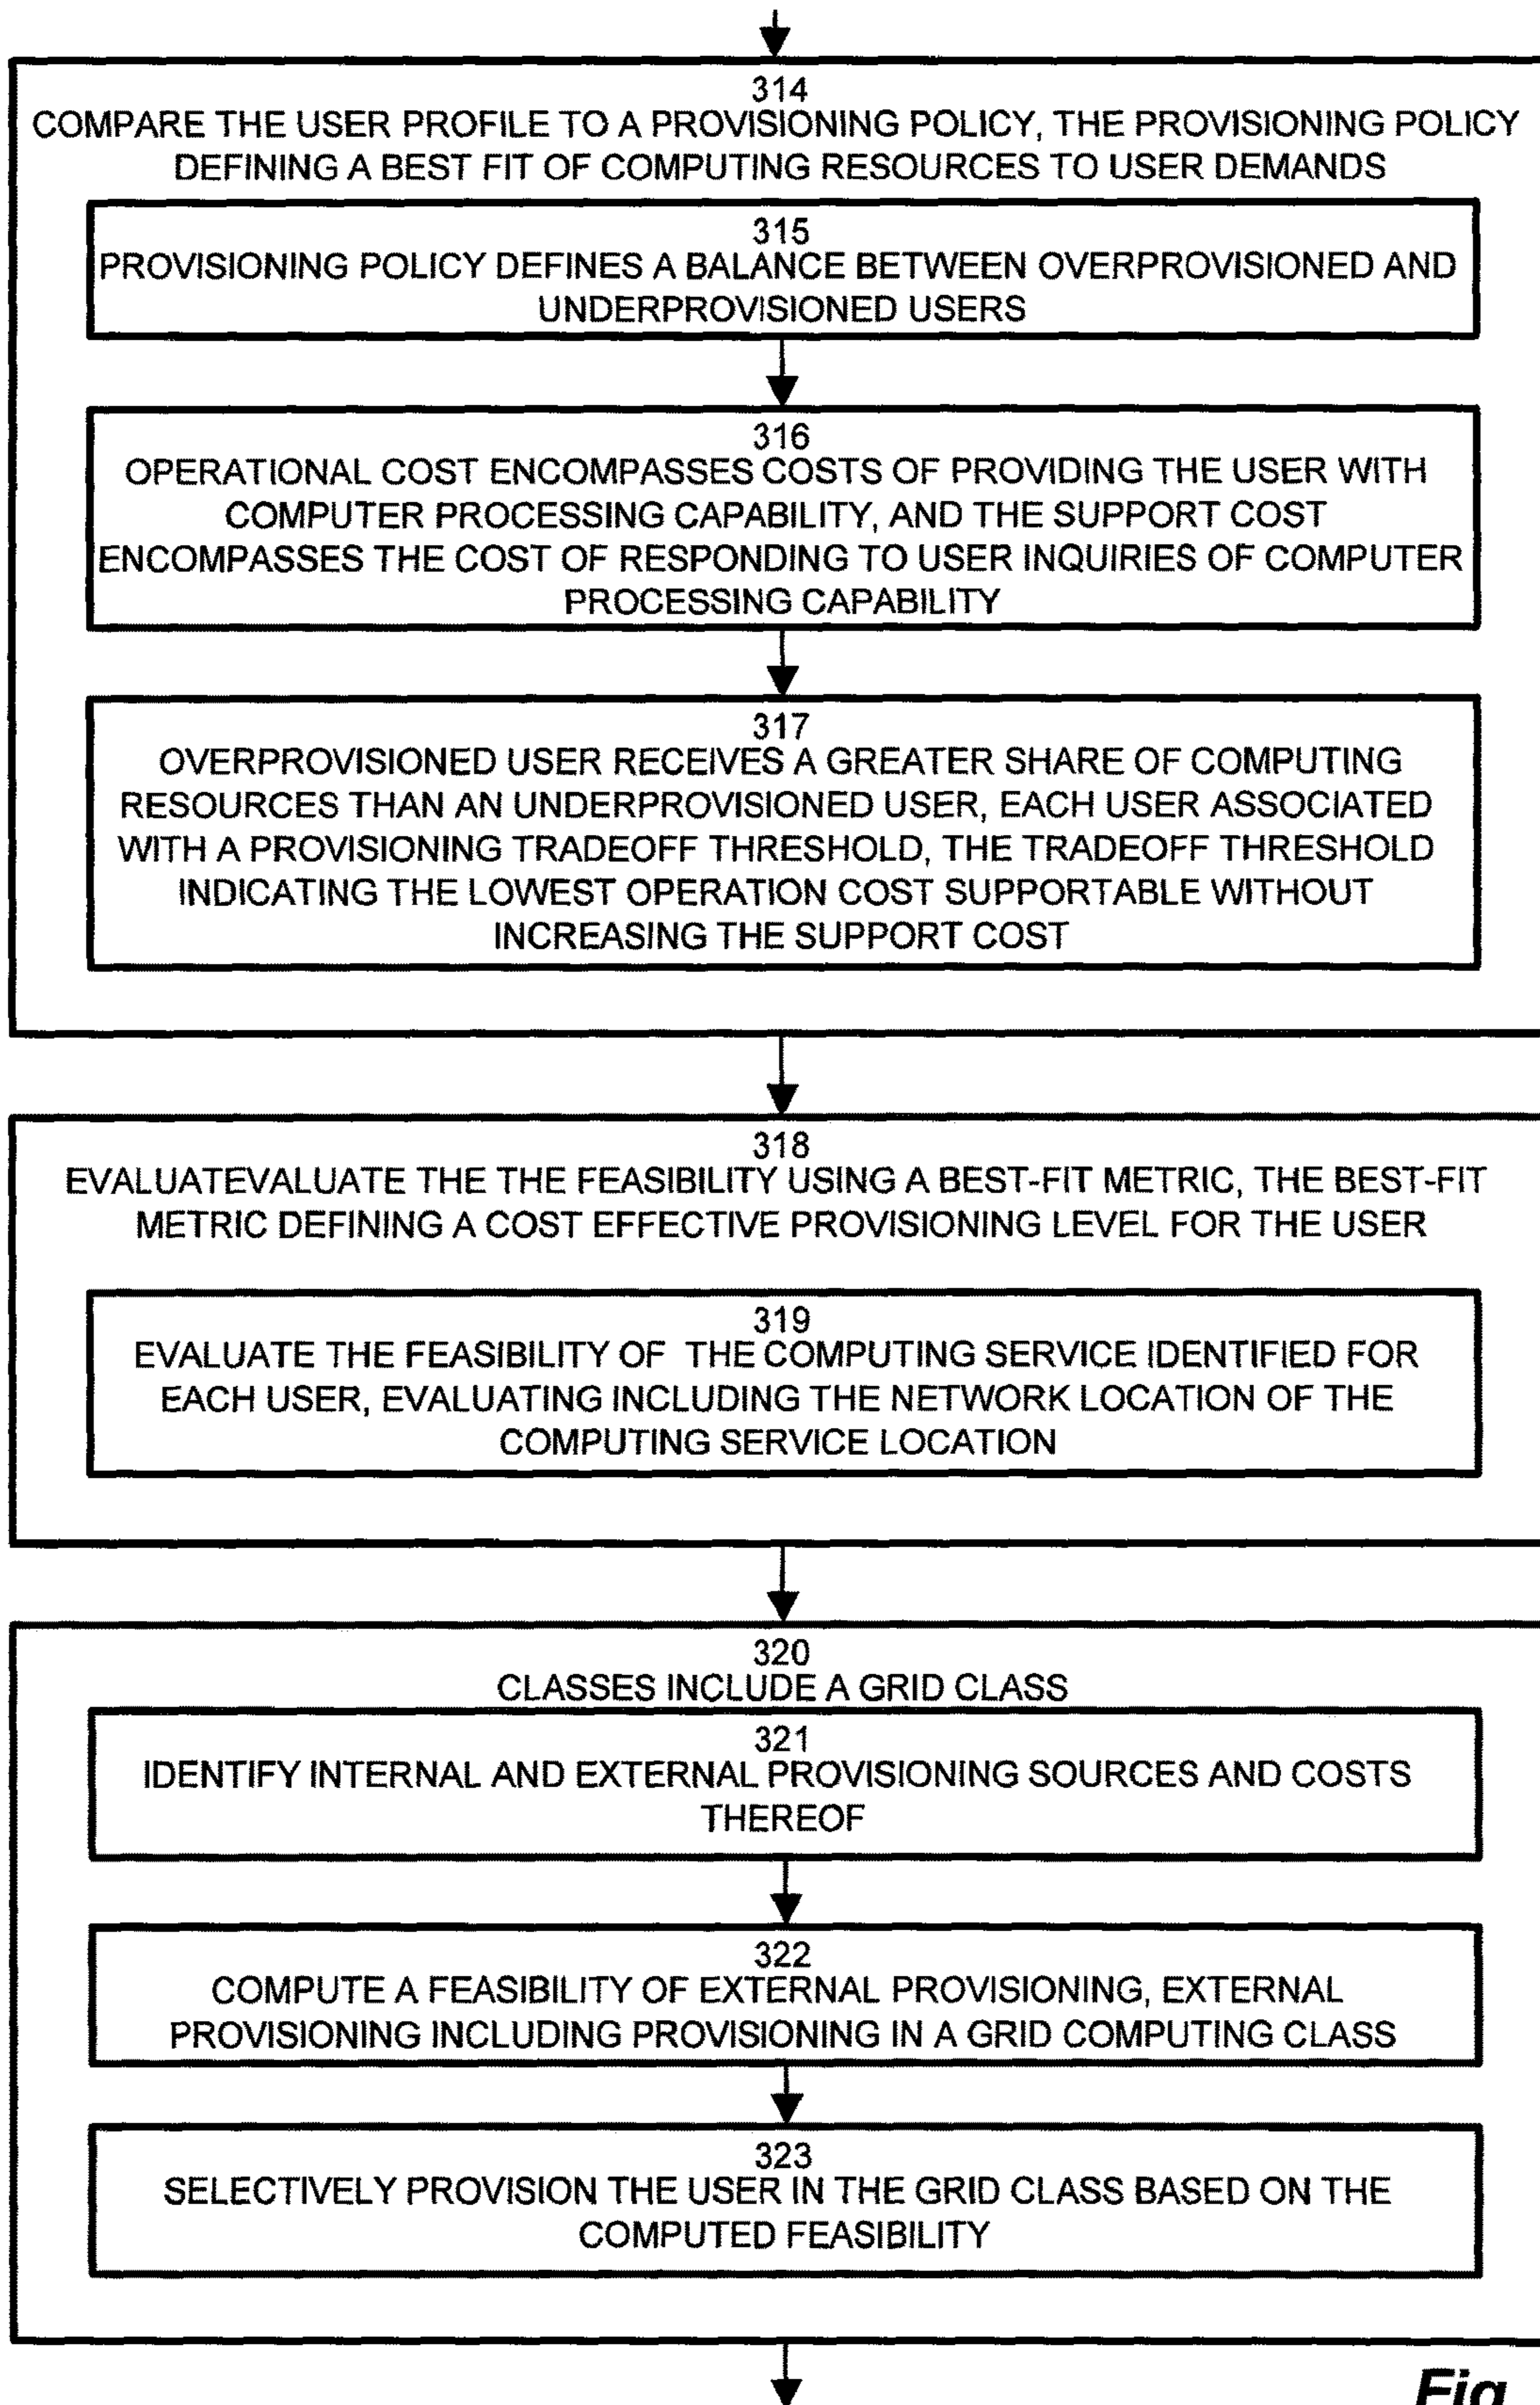 314
COMPARE THE USER PROFILE TO A PROVISIONING POLICY, THE PROVISIONING POLICY
DEFINING A BEST FIT OF COMPUTING RESOURCES TO USER DEMANDS
315
PROVISIONING POLICY DEFINES A BALANCE BETWEEN OVERPROVISIONED AND
UNDERPROVISIONED USERS
316
OPERATIONAL COST ENCOMPASSES COSTS OF PROVIDING THE USER WITH
COMPUTER PROCESSING CAPABILITY, AND THE SUPPORT COST
ENCOMPASSES THE COST OF RESPONDING TO USER INQUIRIES OF COMPUTER
PROCESSING CAPABILITY
317
OVERPROVISIONED USER RECEIVES A GREATER SHARE OF COMPUTING
RESOURCES THAN AN UNDERPROVISIONED USER, EACH USER ASSOCIATED
WITH A PROVISIONING TRADEOFF THRESHOLD, THE TRADEOFF THRESHOLD
INDICATING THE LOWEST OPERATION COST SUPPORTABLE WITHOUT
INCREASING THE SUPPORT COST
318
EVALUATEVALUATE THE THE FEASIBILITY USING A BEST-FIT METRIC, THE BEST-FIT
METRIC DEFINING A COST EFFECTIVE PROVISIONING LEVEL FOR THE USER
319
EVALUATE THE FEASIBILITY OF THE COMPUTING SERVICE IDENTIFIED FOR
EACH USER, EVALUATING INCLUDING THE NETWORK LOCATION OF THE
COMPUTING SERVICE LOCATION
320
CLASSES INCLUDE A GRID CLASS
321
IDENTIFY INTERNAL AND EXTERNAL PROVISIONING SOURCES AND COSTS
THEREOF
322
COMPUTE A FEASIBILITY OF EXTERNAL PROVISIONING, EXTERNAL
PROVISIONING INCLUDING PROVISIONING IN A GRID COMPUTING CLASS
323
SELECTIVELY PROVISION THE USER IN THE GRID CLASS BASED ON THE
COMPUTED FEASIBILITY
Fig